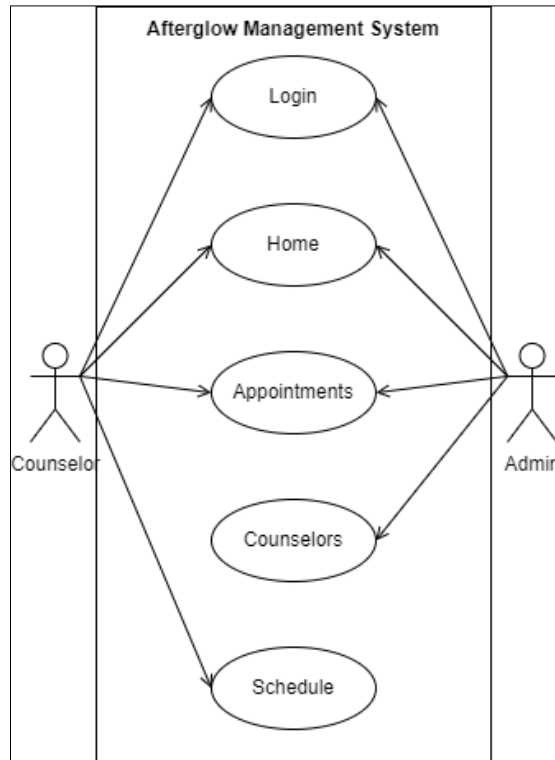 Afterglow Management System
Login
Home
Appointments
Counselor
Admin
Counselors
Schedule